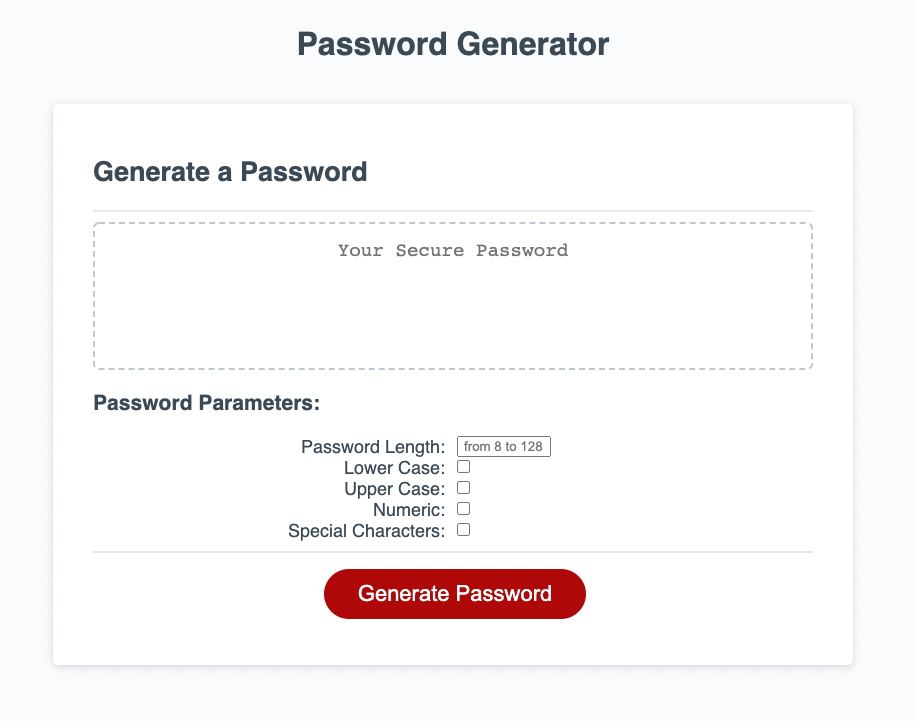 Password Generator
Generate a Password
Your Secure Password
Password Parameters:
Password Length: from 8 to 128
Lower Case:
Upper Case:
Numeric:
Special Characters:
Generate Password